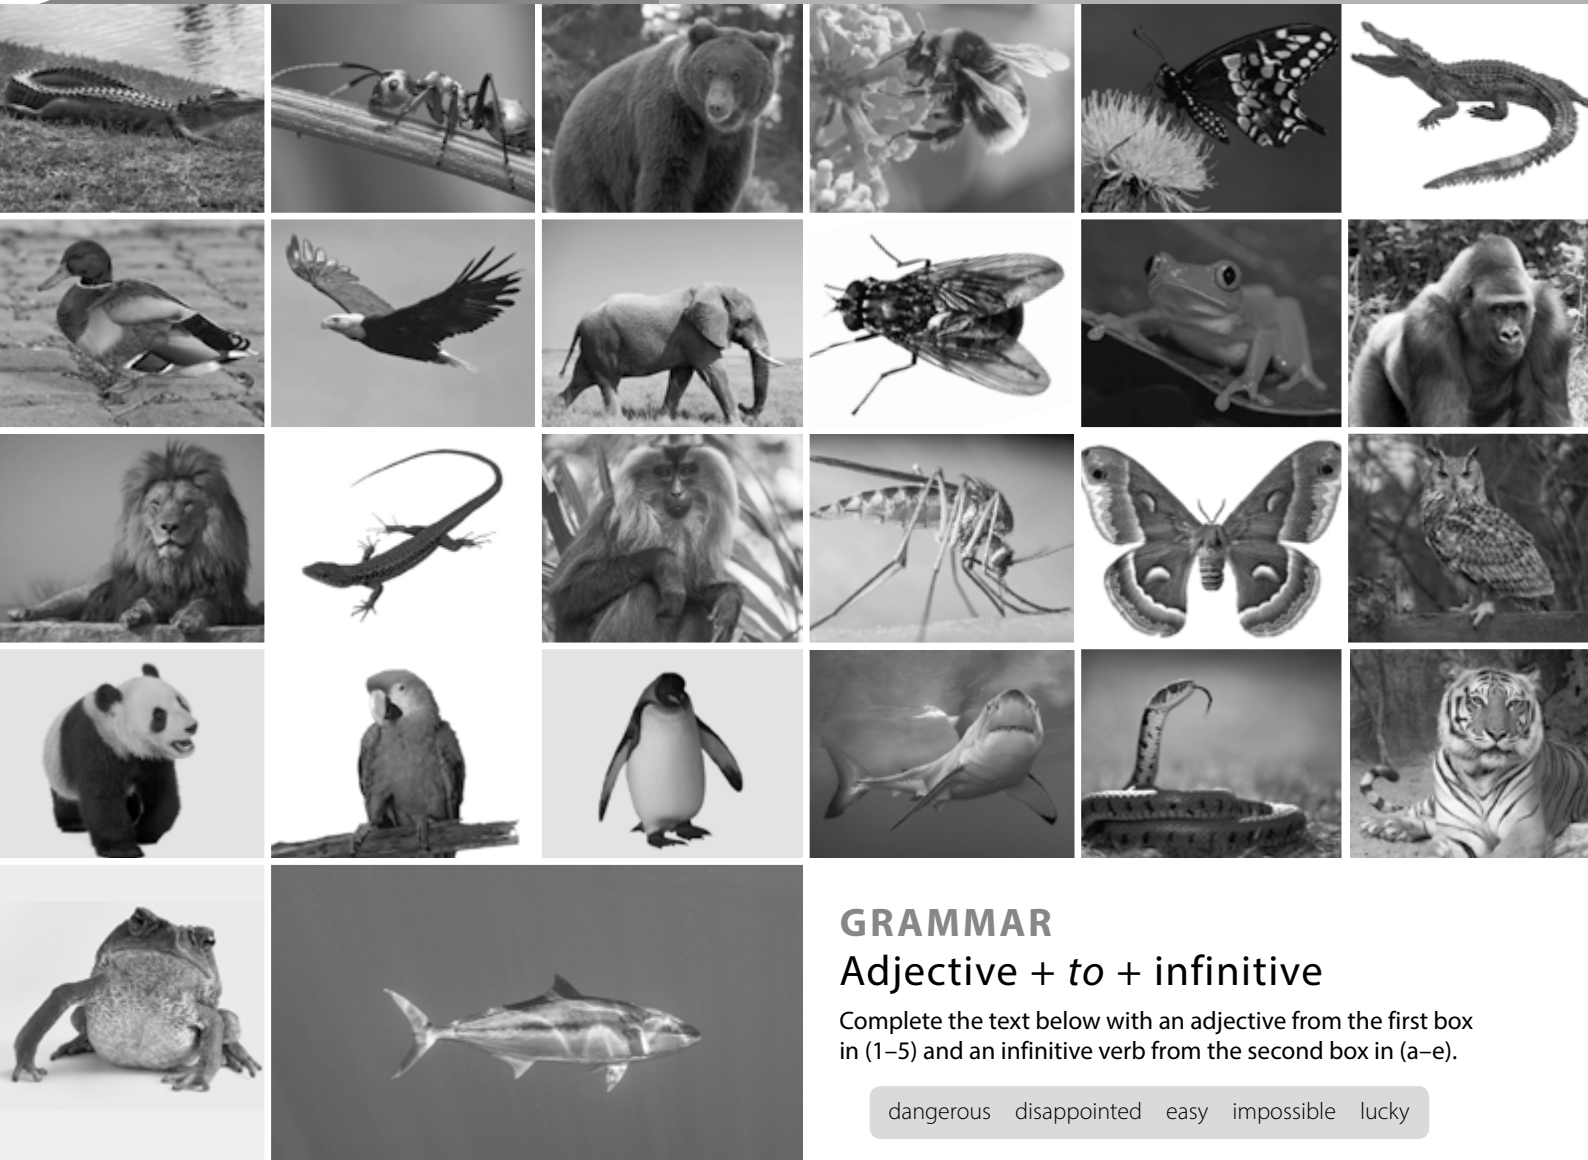 GRAMMAR
Adjective + to + infinitive
Complete the text below with an adjective from the first box
in (1–5) and an infinitive verb from the second box in (a–e).
dangerous disappointed easy impossible lucky